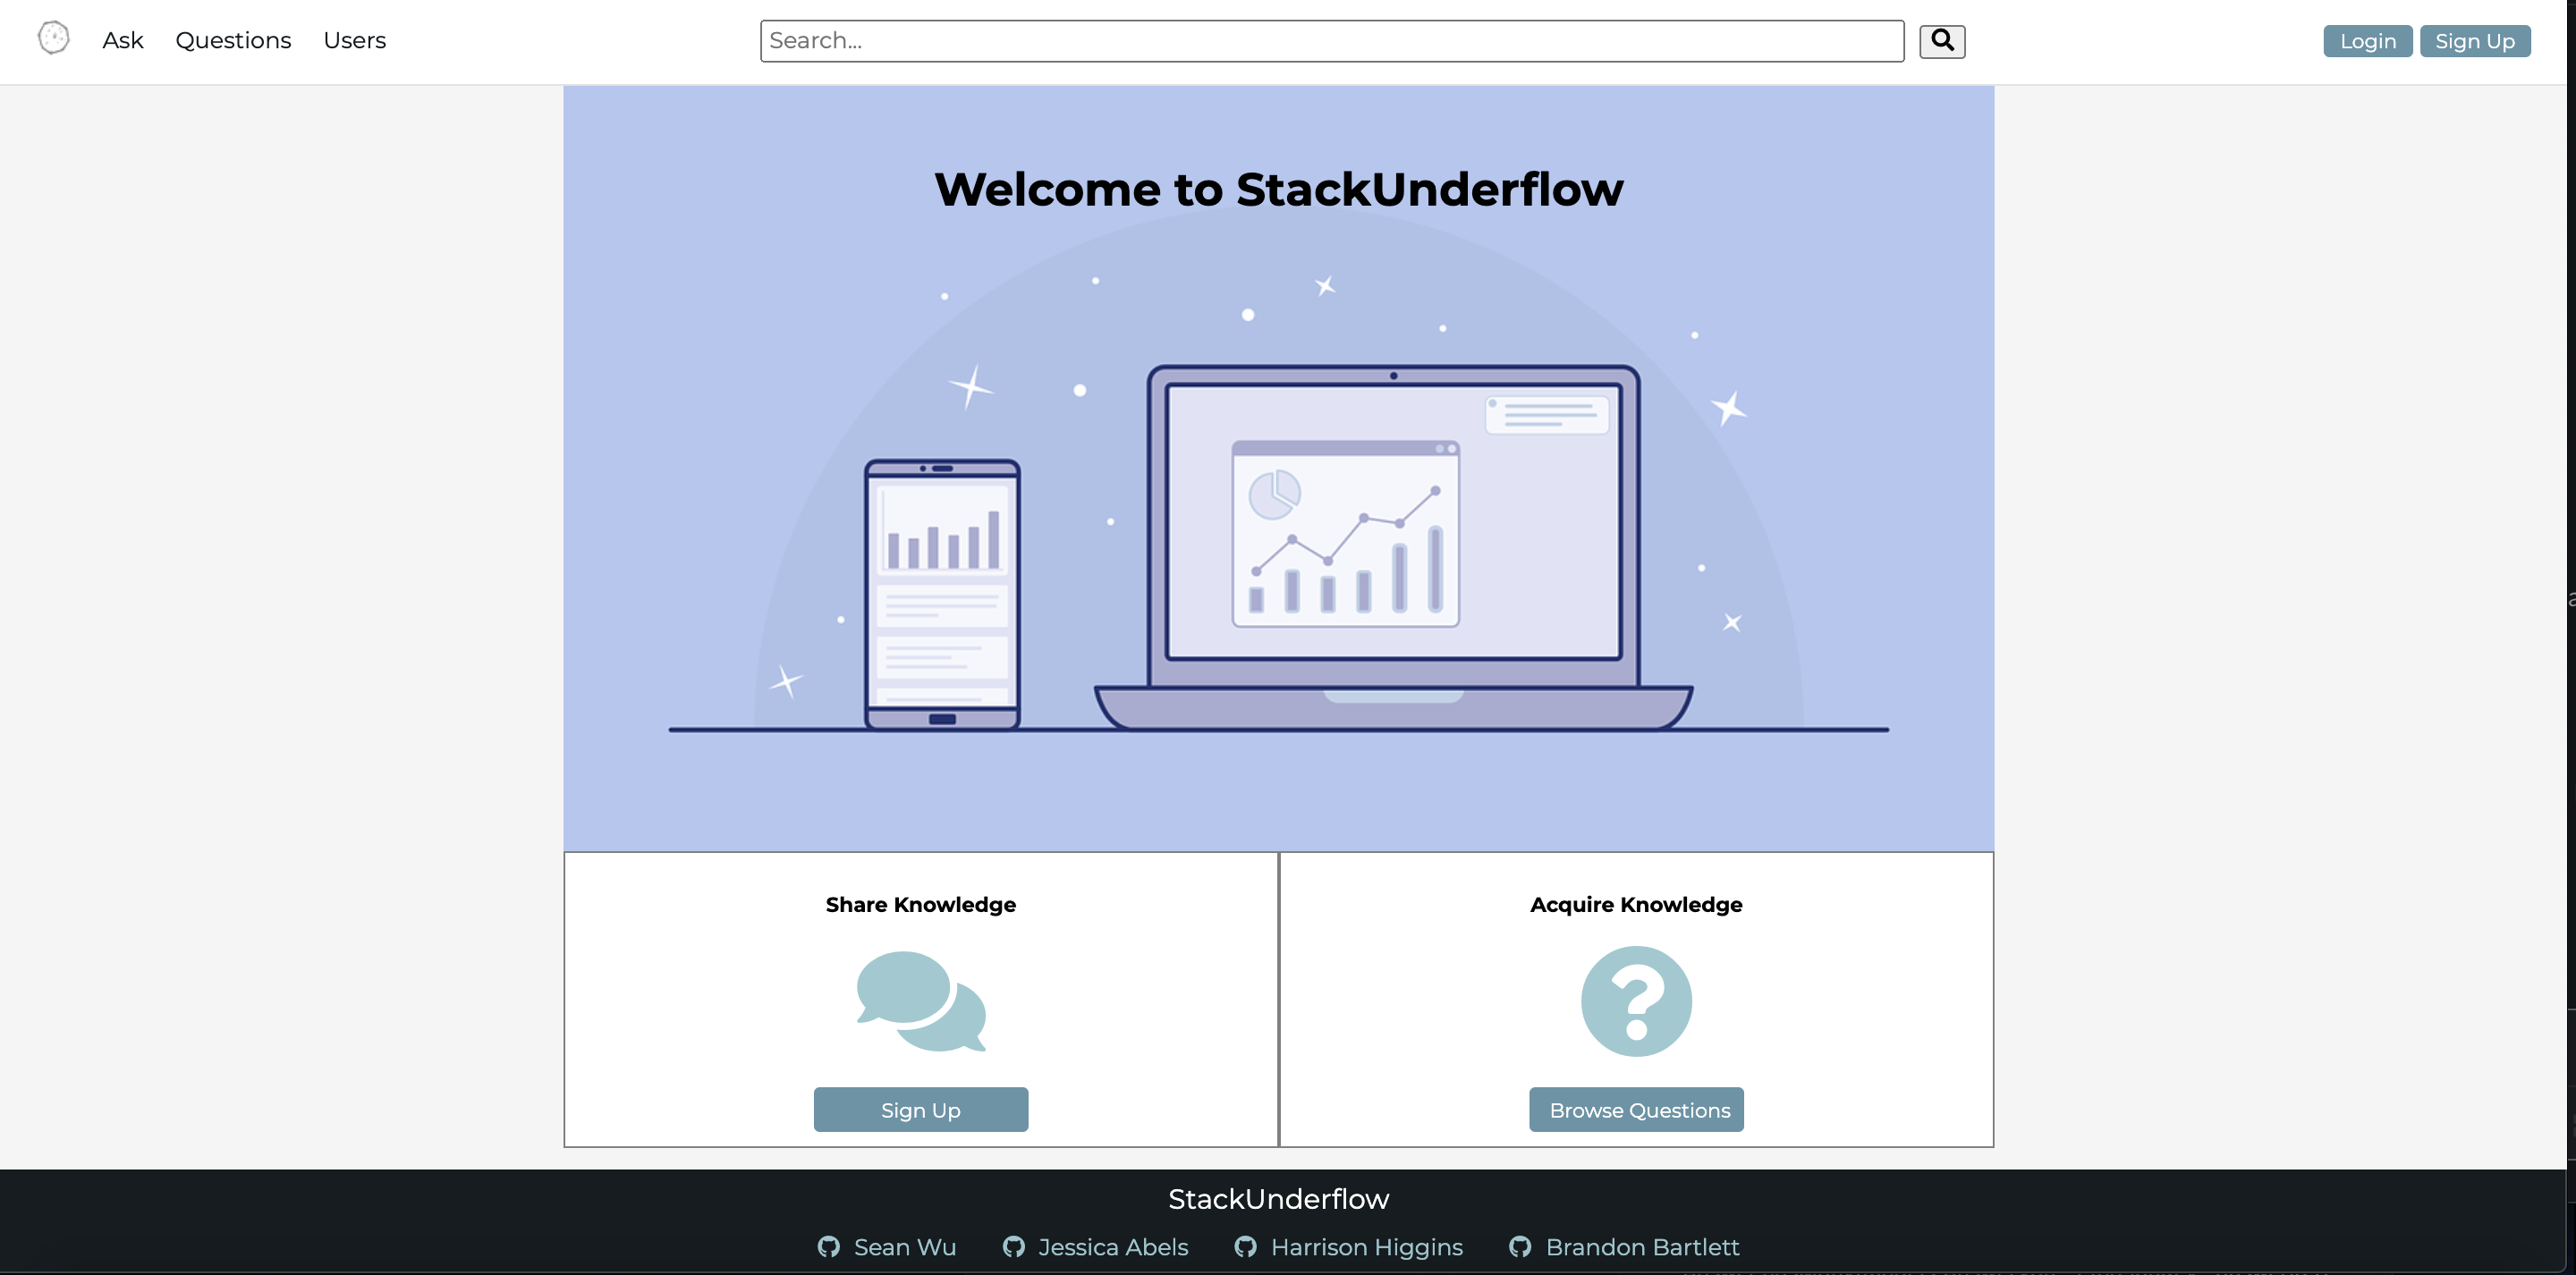 Ask Questions Users Search... Login Sign Up
Welcome to StackUnderflow
Share Knowledge
Acquire Knowledge
Sign Up
Browse Questions
StackUnderflow
Sean Wu Jessica Abels Harrison Higgins Brandon Bartlett